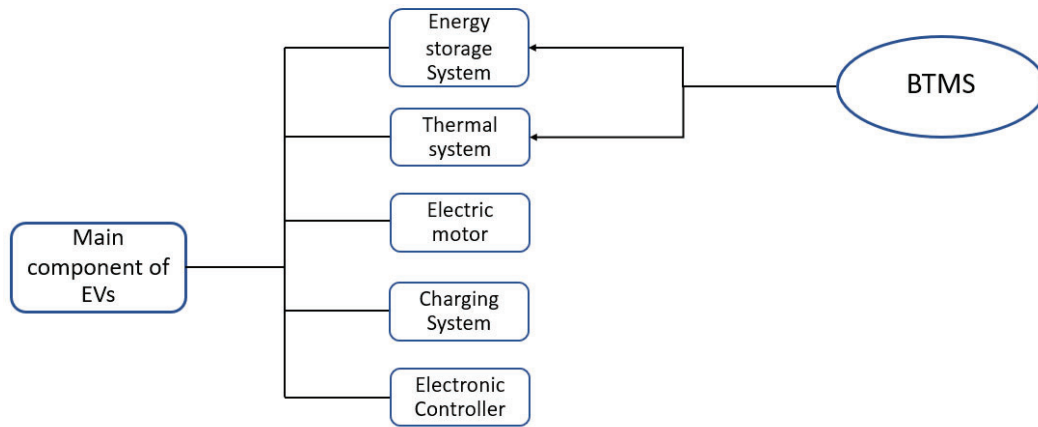 Energy
storage
System
BTMS
Thermal
system
Electric
motor
Main
component of
EVs
Charging
System
Electronic
Controller